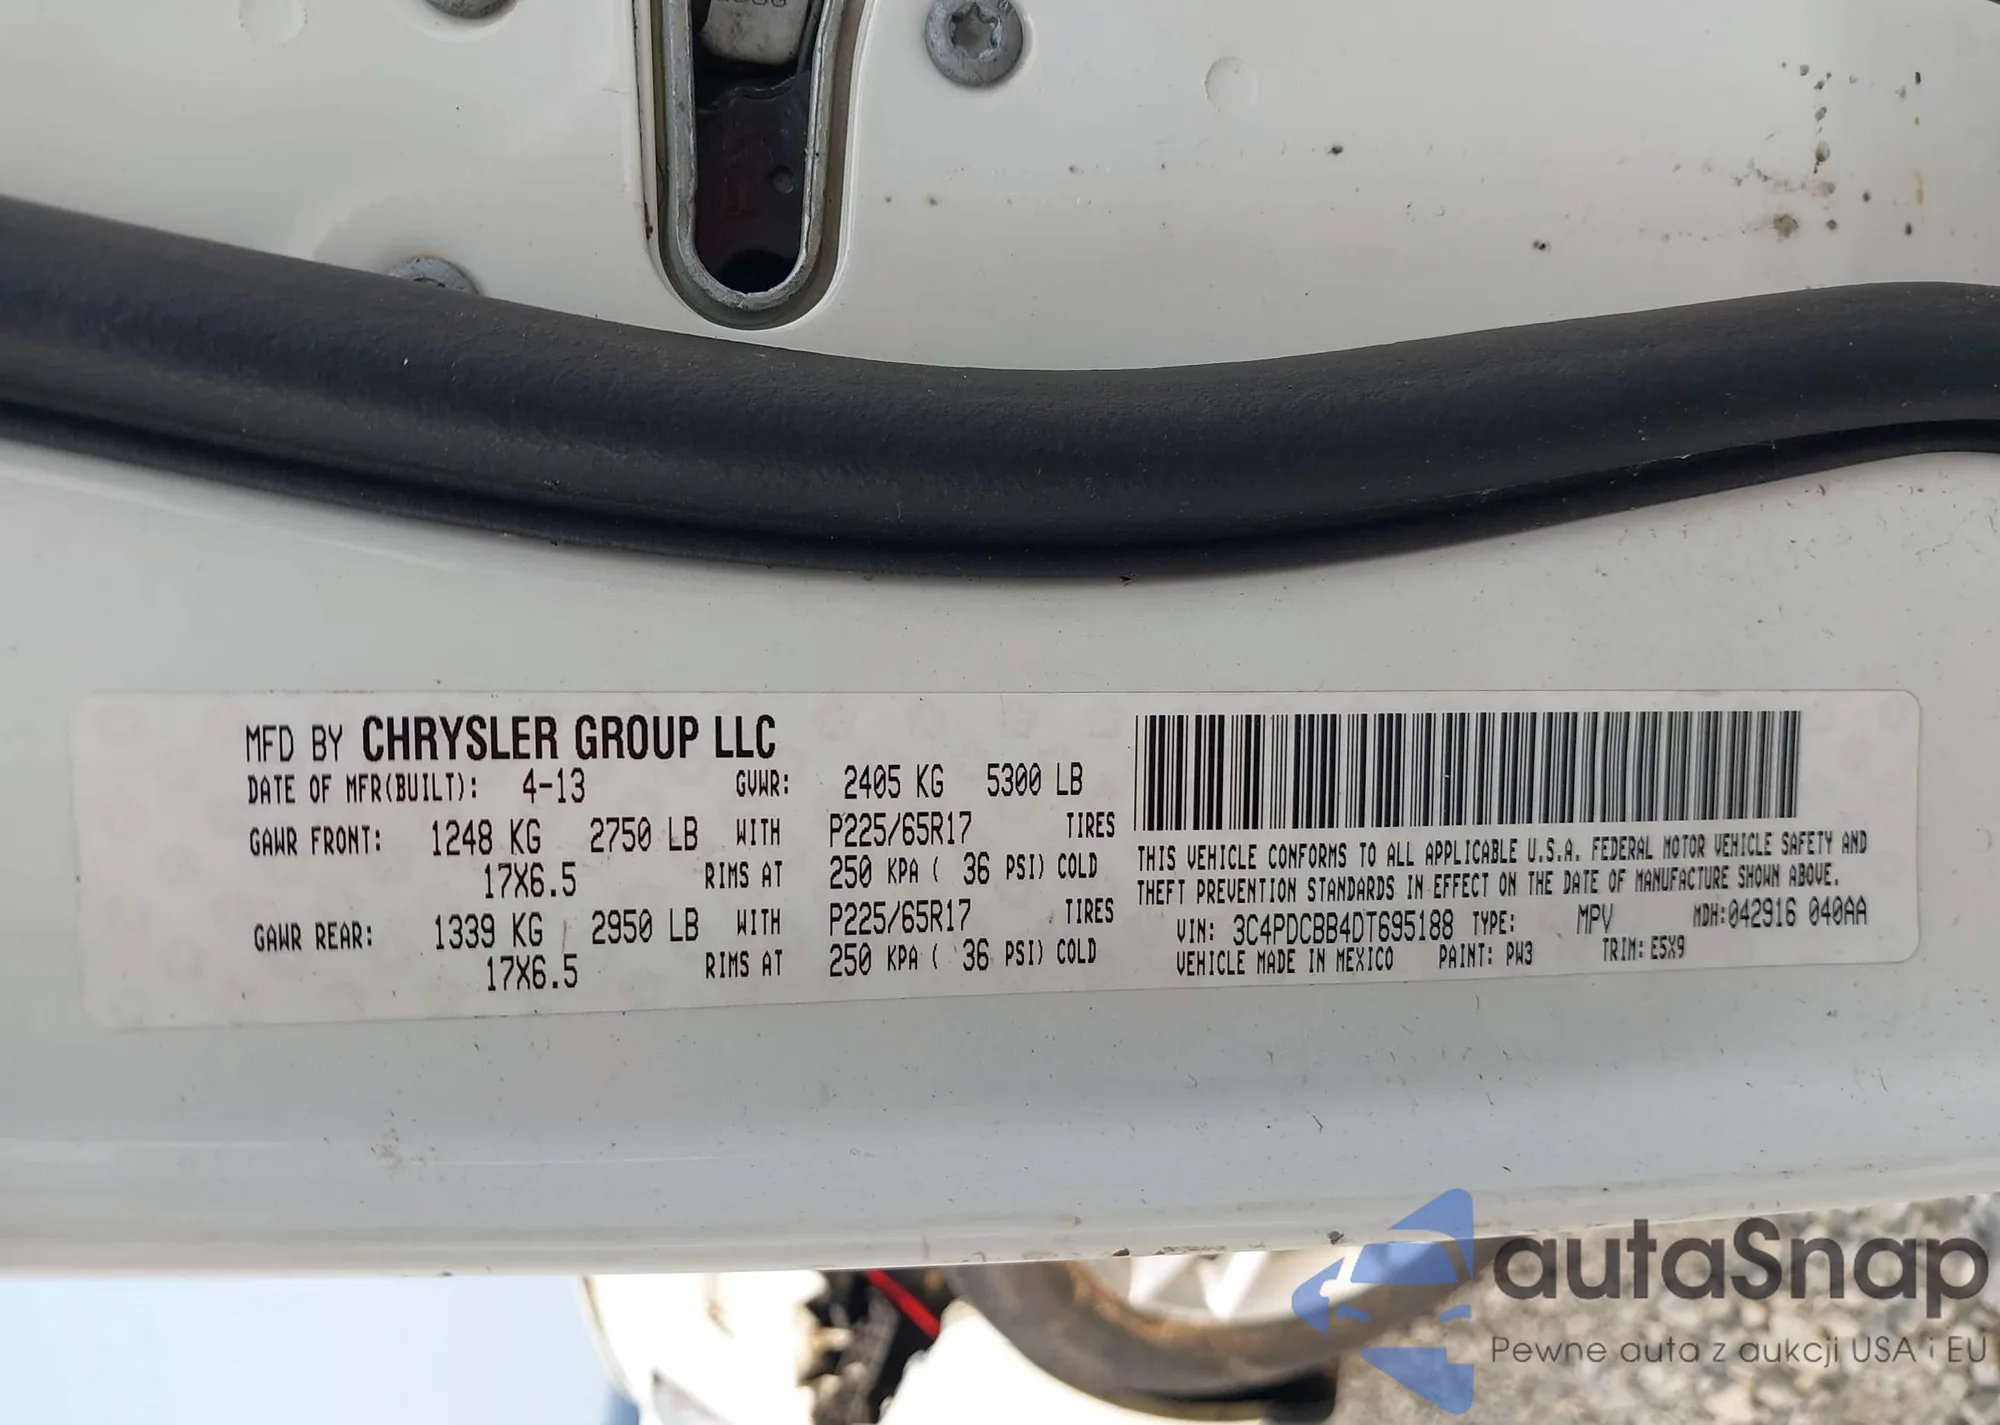 MFD BY CHRYSLER GROUP LLC
DATE OF MFR(BUILT): 4-13 GVWR: 2405 KG 5300 LB
GAWR FRONT: 1248 KG 2750 LB WITH P225/65R17 TIRES
17X6.5 RIMS AT 250 KPA ( 36 PSI) COLD
GAWR REAR: 1339 KG 2950 LB WITH P225/65R17 TIRES
17X6.5 RIMS AT 250 KPA ( 36 PSI) COLD
THIS VEHICLE CONFORMS TO ALL APPLICABLE U.S.A. FEDERAL MOTOR VEHICLE SAFETY AND
THEFT PREVENTION STANDARDS IN EFFECT ON THE DATE OF MANUFACTURE SHOWN ABOVE.
VIN: 3C4PDCBB4DT695188 TYPE: MPV MDH:042916 040AA
VEHICLE MADE IN MEXICO PAINT: PW3 TRIM: E5X9
autaSnap
Pewne auta z aukcji USA i EU